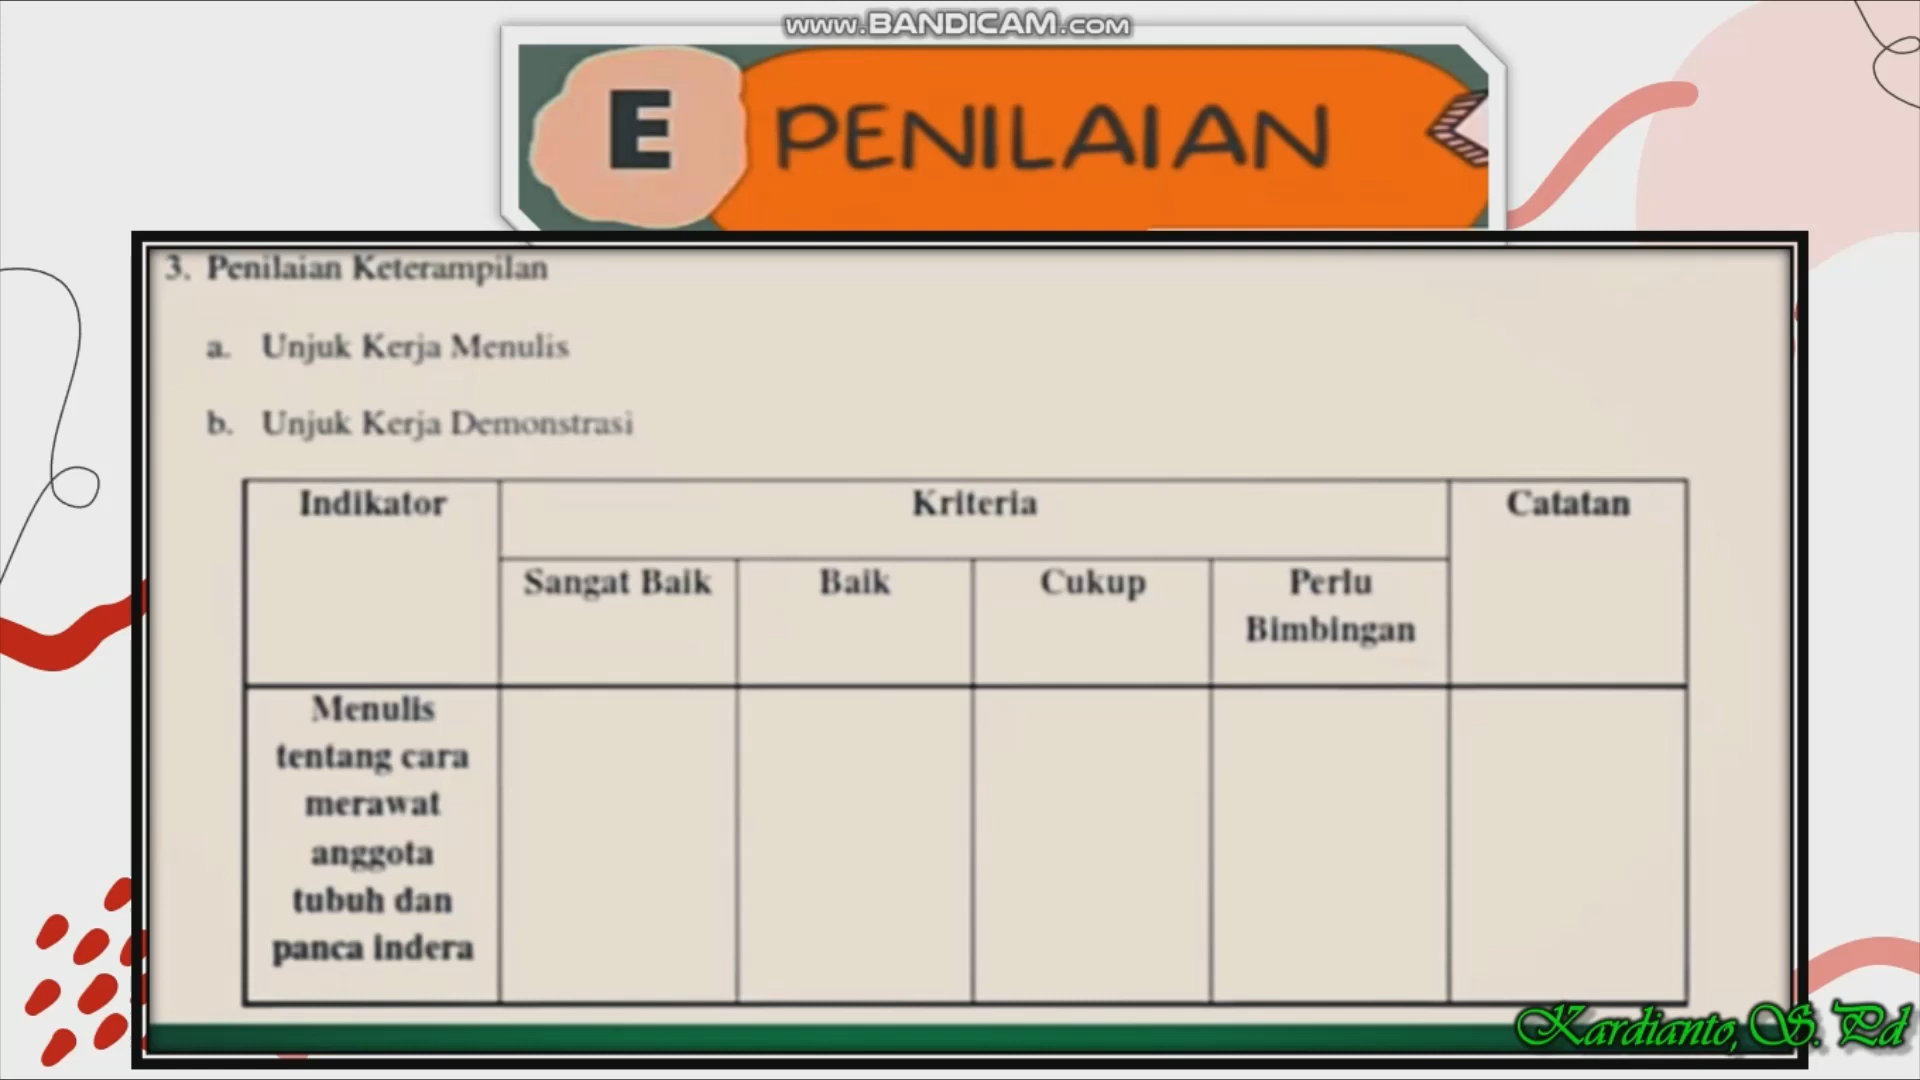 www.BANDICAM.com
E PENILAIAN
3. Penilaian Keterampilan
a. Unjuk Kerja Menulis
b. Unjuk Kerja Demonstrasi
Indikator Kriteria Catatan
Sangat Baik Baik Cukup Perlu
Bimbingan
Menulis
tentang cara
merawat
anggota
tubuh dan
panca indera
Kardianto, S. Pd